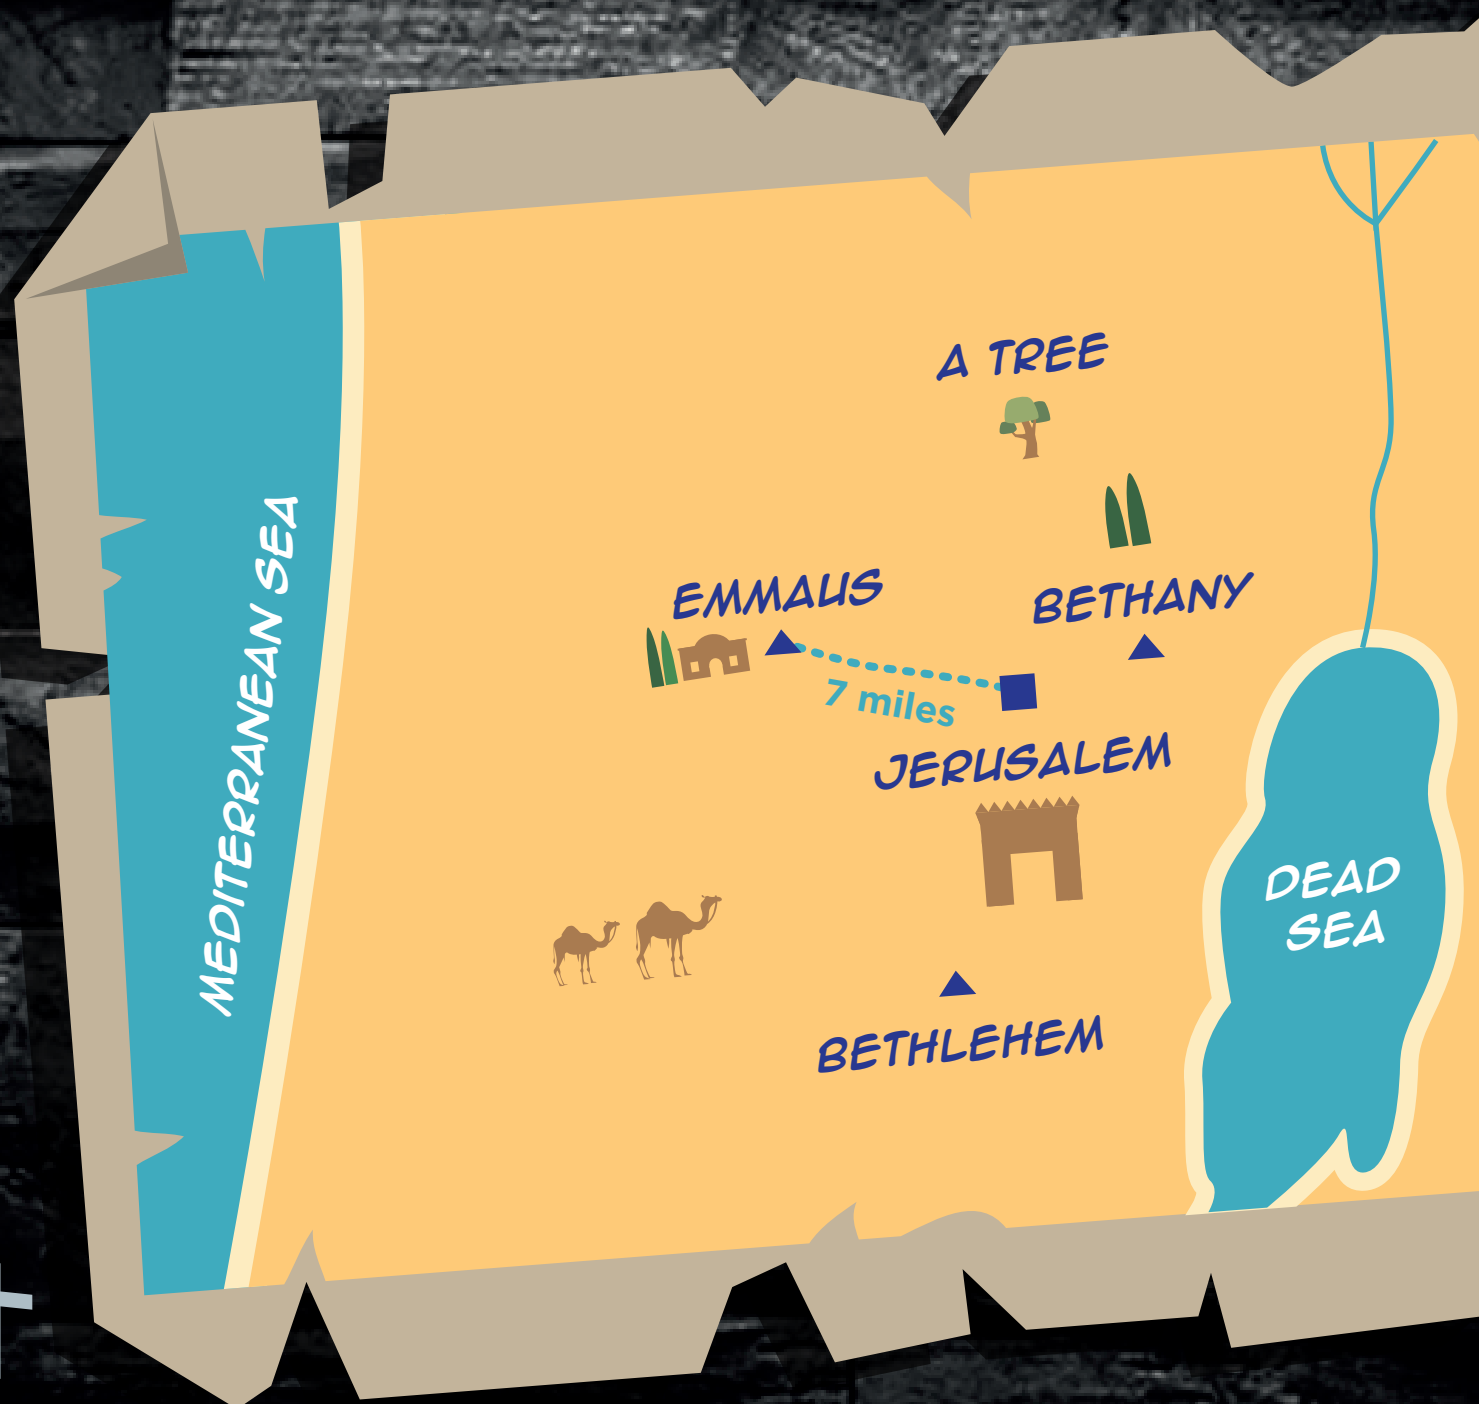 A TREE
EMMAUS
BETHANY
7 miles
JERUSALEM
MEDITERRANEAN SEA
DEAD
SEA
BETHLEHEM